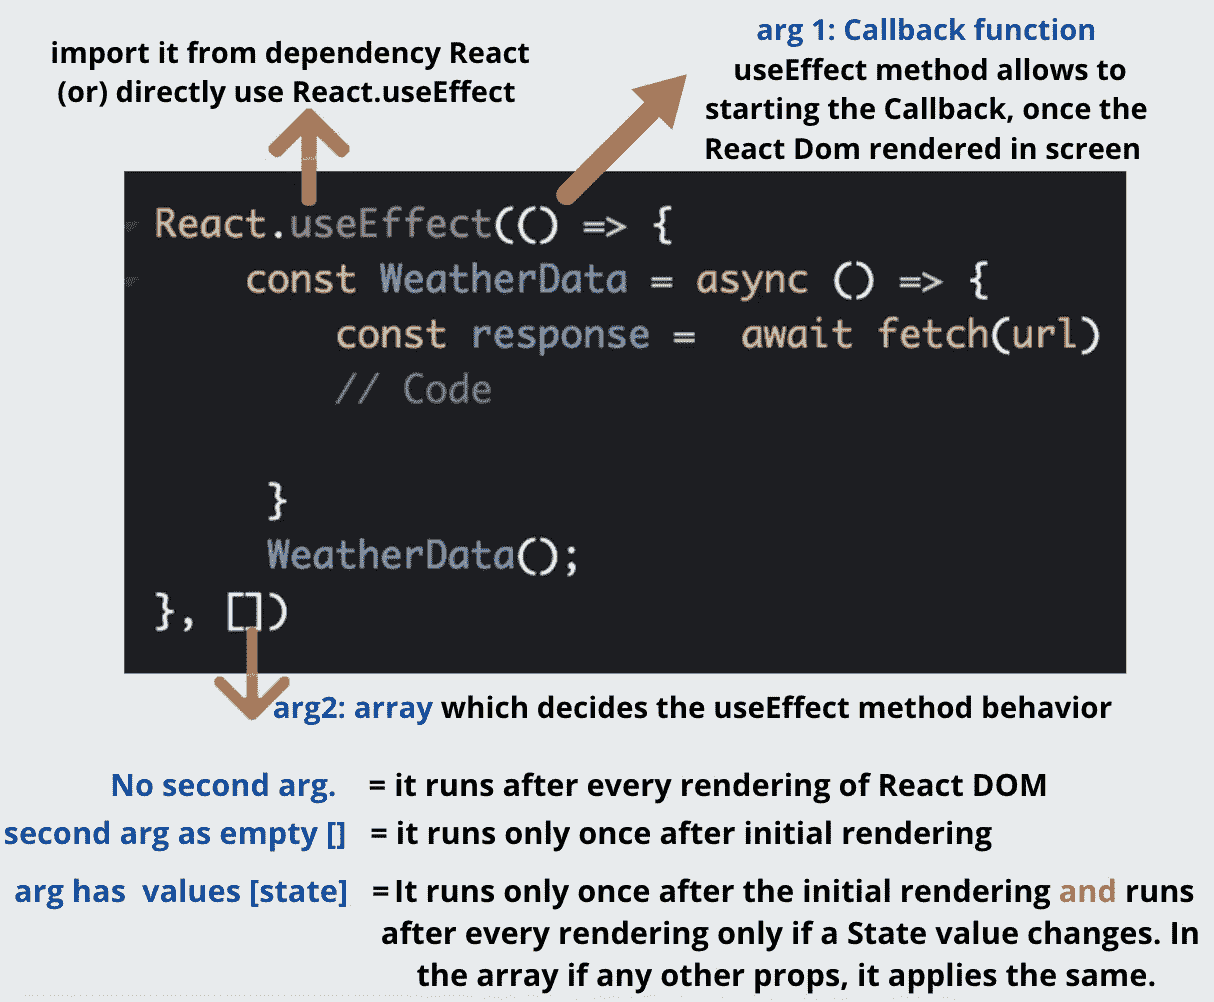 import it from dependency React
(or) directly use React.useEffect
arg 1: Callback function
useEffect method allows to
starting the Callback, once the
React Dom rendered in screen
React.useEffect(() => {
const WeatherData = async () => {
const response =  await fetch(url)
// Code
}
WeatherData();
}, [])
arg2: array which decides the useEffect method behavior
No second arg. = it runs after every rendering of React DOM
second arg as empty [] = it runs only once after initial rendering
arg has values [state] = It runs only once after the initial rendering and runs
after every rendering only if a State value changes. In
the array if any other props, it applies the same.